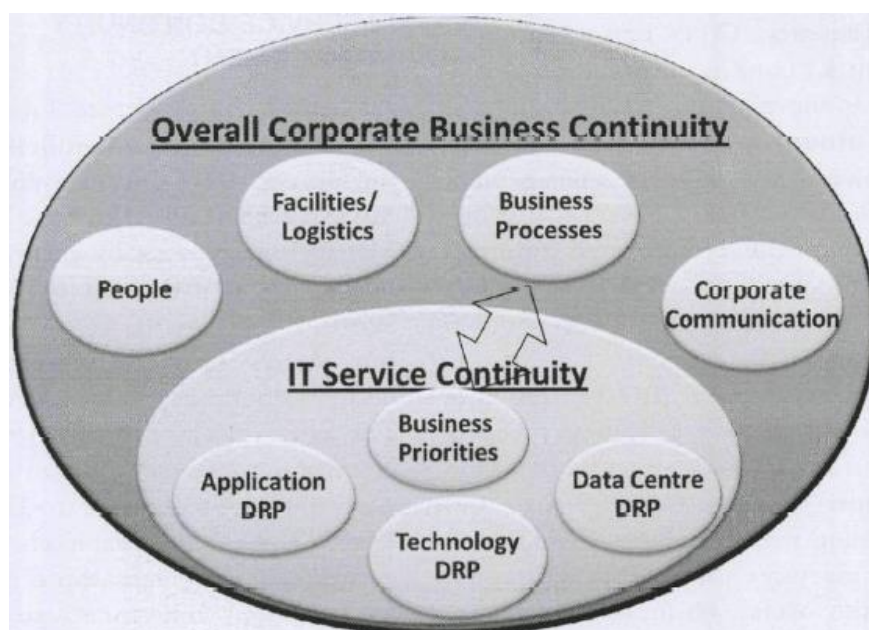 Overall Corporate Business Continuity
Facilities/
Logistics
Business
Processes
People
Corporate
Communication
IT Service Continuity
Business
Priorities
Application
DRP
Data Centre
DRP
Technology
DRP